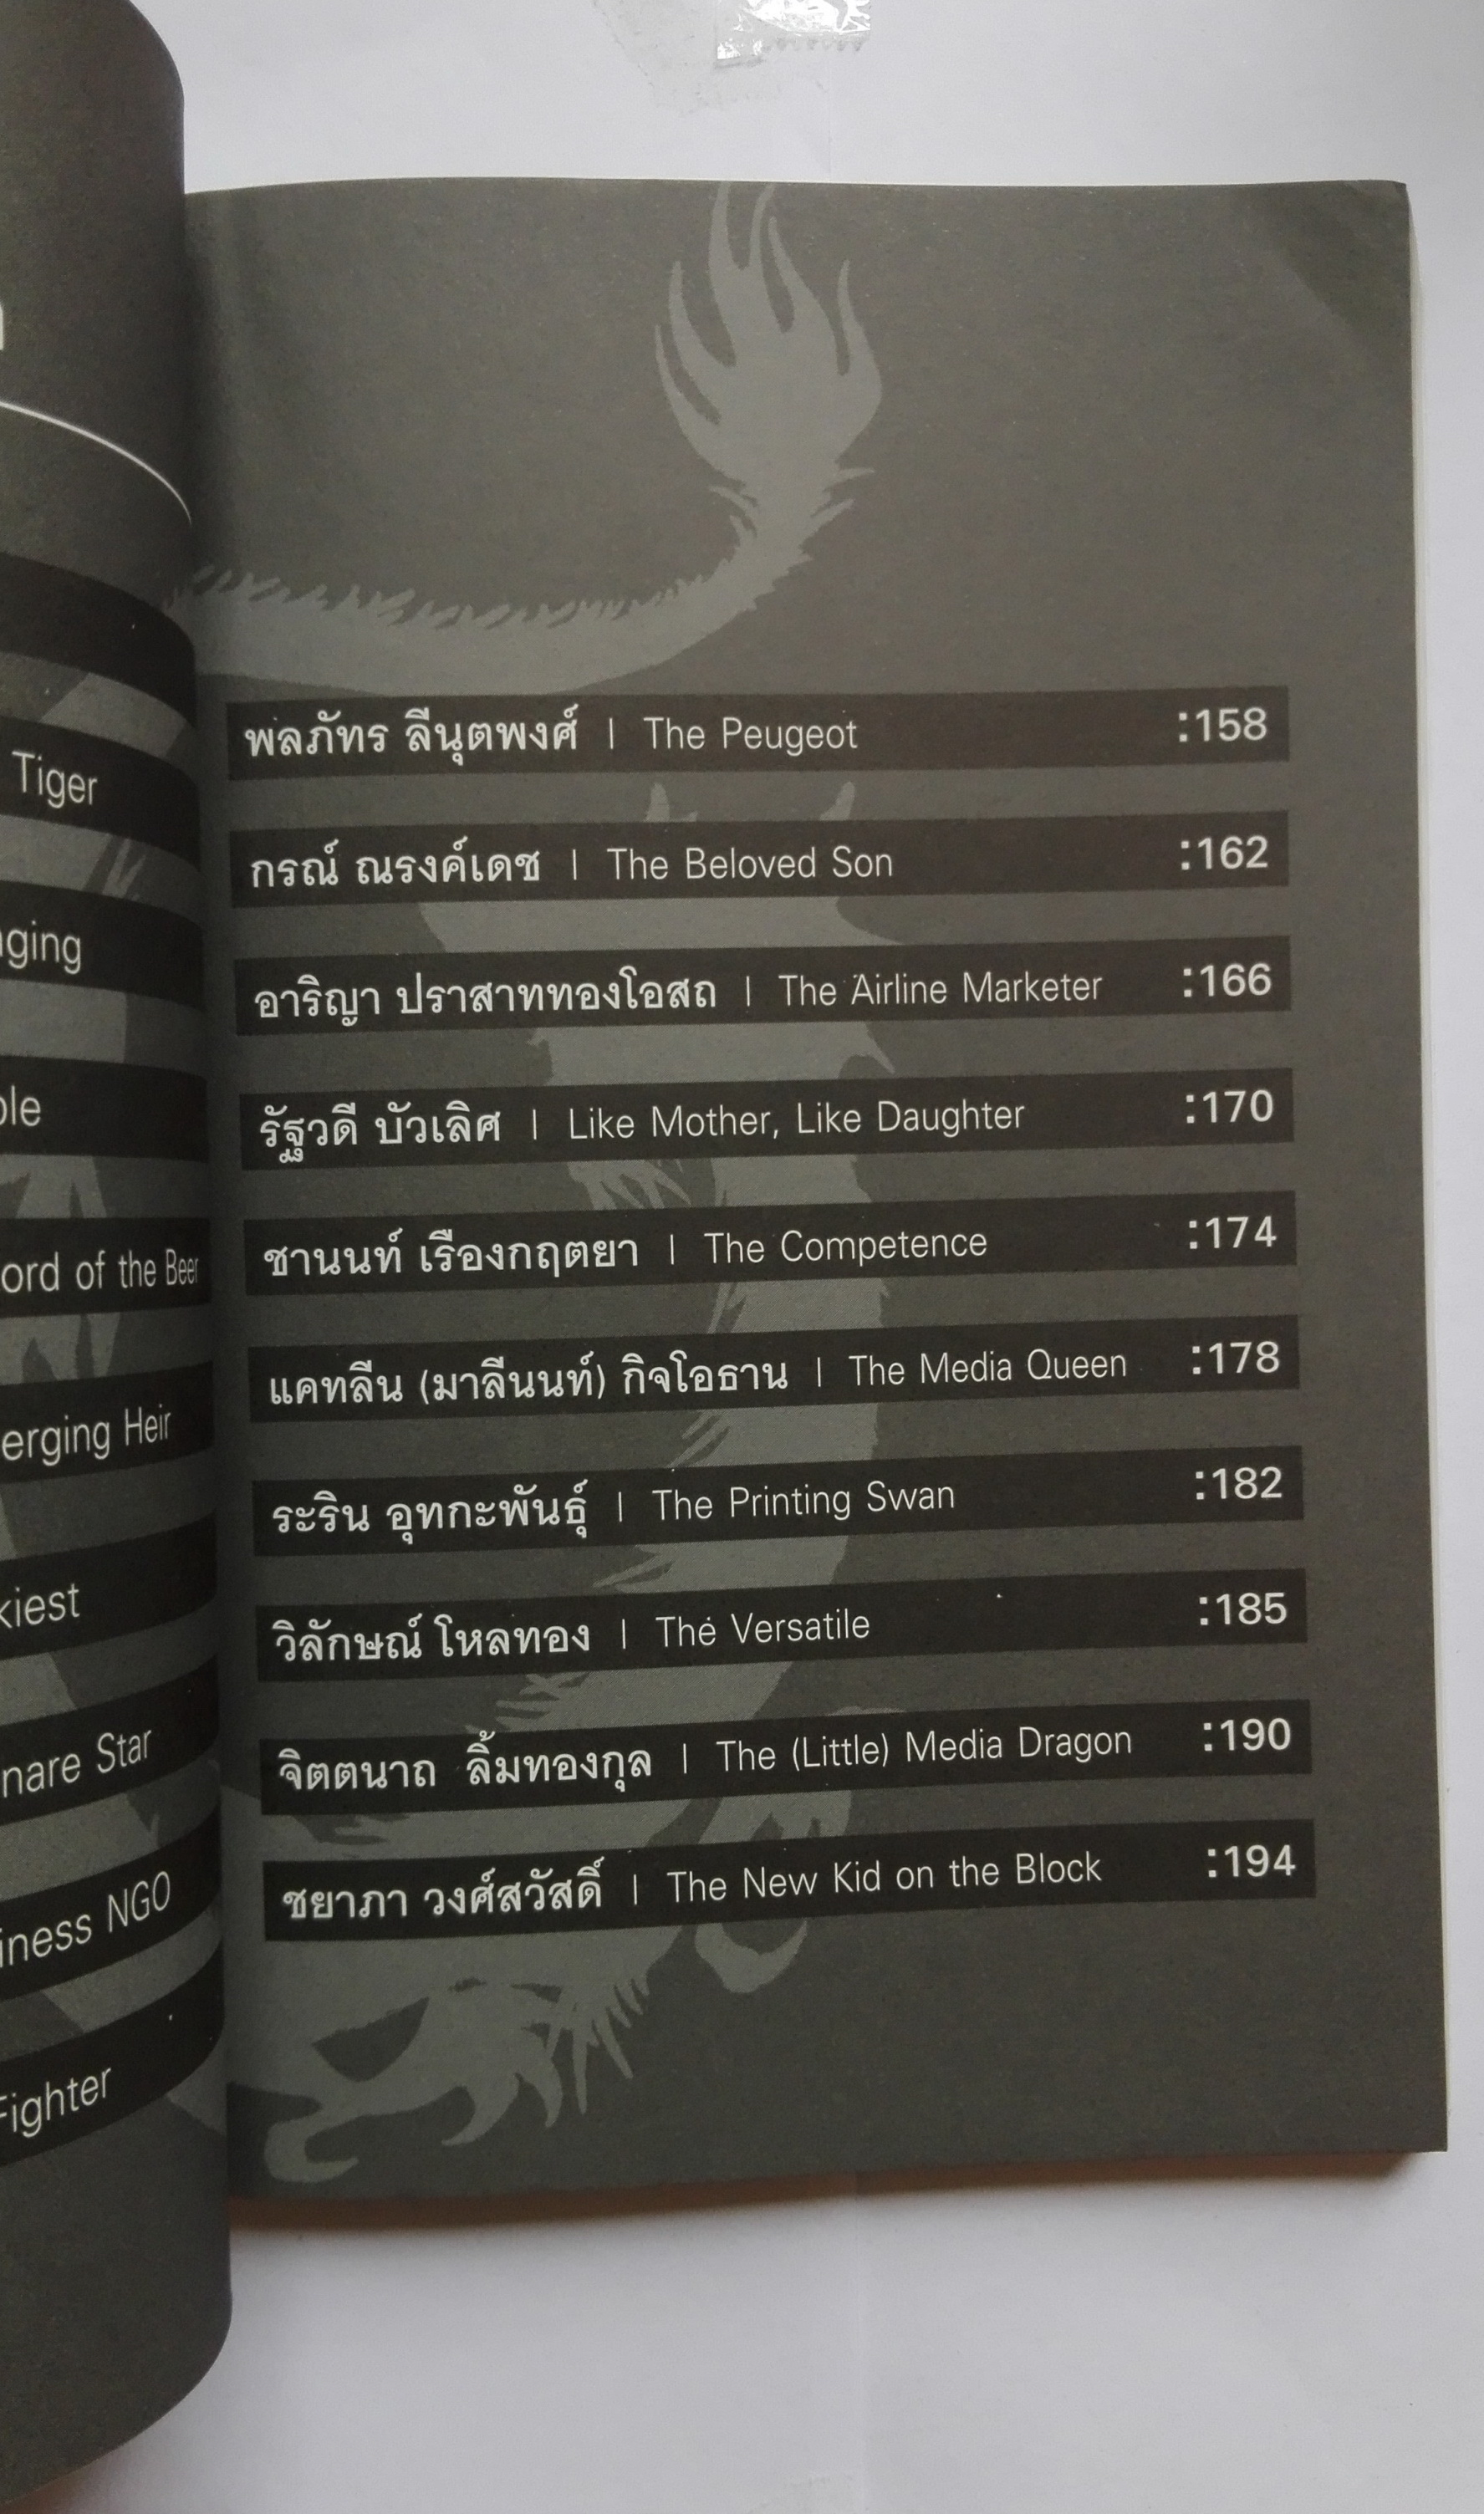 Tiger
ord of the Beer
erging Heir
Star
NGO
Fighter
พลภัทร ลีนุตพงศ์ | The Peugeot :158
กรณ์ ณรงค์เดช | The Beloved Son :162
อาริญา ปราสาททองโอสถ | The Airline Marketer :166
รัฐวดี บัวเลิศ | Like Mother, Like Daughter :170
ชานนท์ เรืองกฤตยา | The Competence :174
แคทลีน (มาลีนนท์) กิจโอธาน | The Media Queen :178
ระริน อุทกะพันธุ์ | The Printing Swan :182
วิลักษณ์ โหลทอง | The Versatile :185
จิตตนาถ ลิ้มทองกุล | The (Little) Media Dragon :190
ชยาภา วงศ์สวัสดิ์ | The New Kid on the Block :194